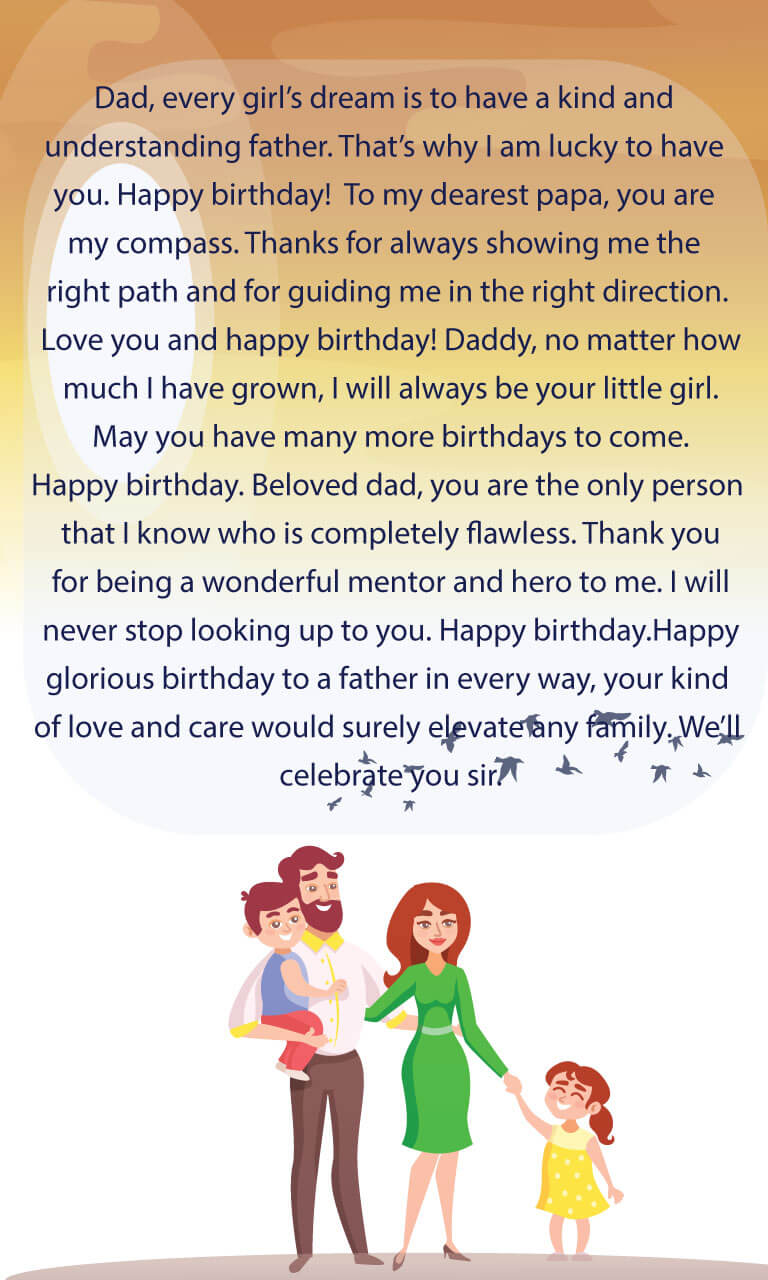 Dad, every girl’s dream is to have a kind and
understanding father. That’s why I am lucky to have
you. Happy birthday!  To my dearest papa, you are
my compass. Thanks for always showing me the
right path and for guiding me in the right direction.
Love you and happy birthday! Daddy, no matter how
much I have grown, I will always be your little girl.
May you have many more birthdays to come.
Happy birthday. Beloved dad, you are the only person
that I know who is completely flawless. Thank you
for being a wonderful mentor and hero to me. I will
never stop looking up to you. Happy birthday.Happy
glorious birthday to a father in every way, your kind
of love and care would surely elevate any family. We’ll
celebrate you sir.